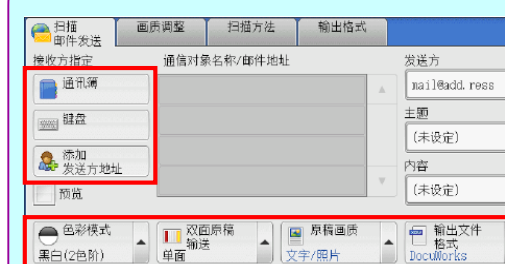 扫描
邮件发送
画质调整
扫描方法
输出格式
接收方指定
通信对象名称/邮件地址
发送方
通讯簿
mail@add.ress
键盘
主题
(未设定)
添加
发送方地址
内容
(未设定)
预览
色彩模式
黑白(2色阶)
双面原稿
输送
单面
原稿画质
文字/照片
输出文件
格式
DocuWorks